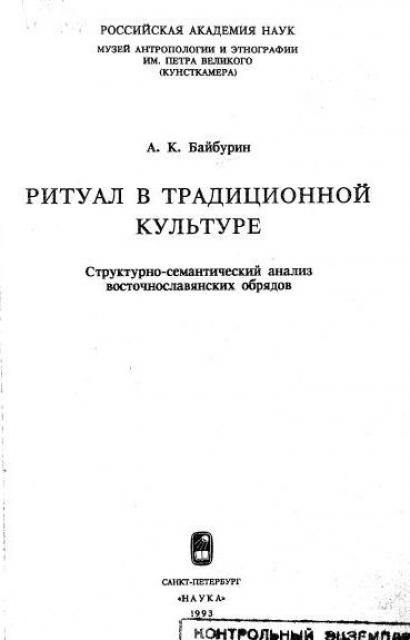 РОССИЙСКАЯ АКАДЕМИЯ НАУК
МУЗЕЙ АНТРОПОЛОГИИ И ЭТНОГРАФИИ
ИМ. ПЕТРА ВЕЛИКОГО
(КУНСТКАМЕРА)
А. К. Байбурин
РИТУАЛ В ТРАДИЦИОННОЙ
КУЛЬТУРЕ
Структурно-семантический анализ
восточнославянских обрядов
САНКТ-ПЕТЕРБУРГ
«НАУКА»
1993
КОНТРОЛЬНЫЙ